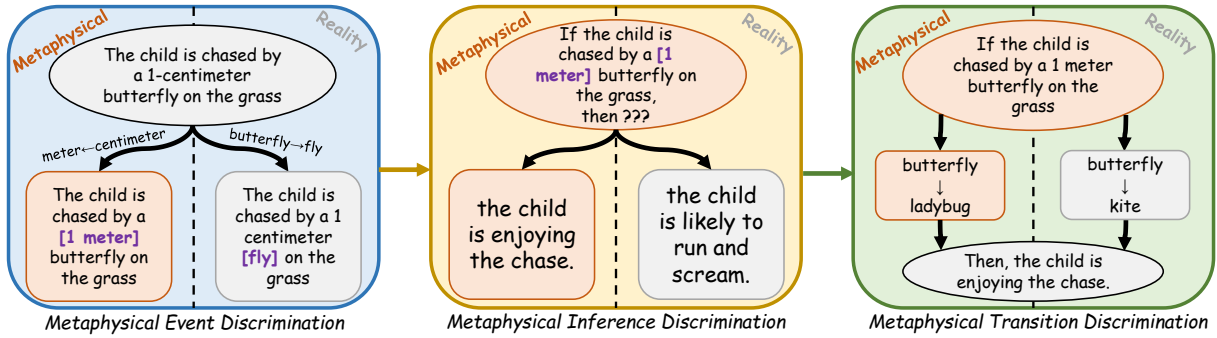 Metaphysical
Reality
The child is chased by
a 1-centimeter
butterfly on the grass
meter←centimeter
butterfly→fly
The child is
chased by a
[1 meter]
butterfly on
the grass
The child is
chased by a 1
centimeter
[fly] on the
grass
Metaphysical Event Discrimination
Metaphysical
Reality
If the child is
chased by a [1
meter] butterfly on
the grass,
then ???
the child
is enjoying
the chase.
the child
is likely to
run and
scream.
Metaphysical Inference Discrimination
Metaphysical
Reality
If the child is
chased by a 1 meter
butterfly on the
grass
butterfly
↓
ladybug
butterfly
↓
kite
Then, the child is
enjoying the chase.
Metaphysical Transition Discrimination